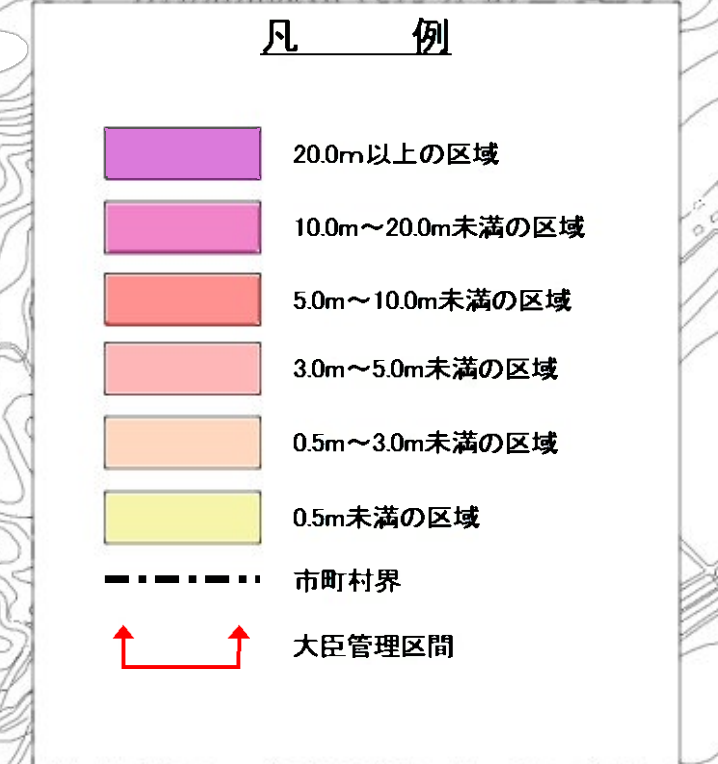 凡 例
20.0m以上の区域
10.0m～20.0m未満の区域
5.0m～10.0m未満の区域
3.0m～5.0m未満の区域
0.5m～3.0m未満の区域
0.5m未満の区域
市町村界
大臣管理区間